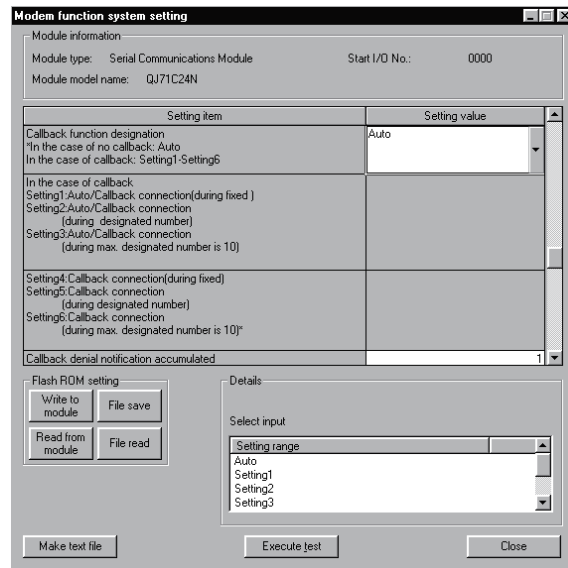 Modem function system setting
Module information
Module type: Serial Communications Module Start I/O No.: 0000
Module model name: QJ71C24N
Setting item Setting value
Callback function designation
*In the case of no callback: Auto
In the case of callback: Setting1-Setting6
Auto
In the case of callback
Setting1:Auto/Callback connection(during fixed )
Setting2:Auto/Callback connection
(during designated number)
Setting3:Auto/Callback connection
(during max. designated number is 10)
Setting4:Callback connection(during fixed)
Setting5:Callback connection
(during designated number)
Setting6:Callback connection
(during max. designated number is 10)*
Callback denial notification accumulated 1
Flash ROM setting
Write to
module
File save
Read from
module
File read
Details
Select input
Setting range
Auto
Setting1
Setting2
Setting3
Make text file Execute test Close